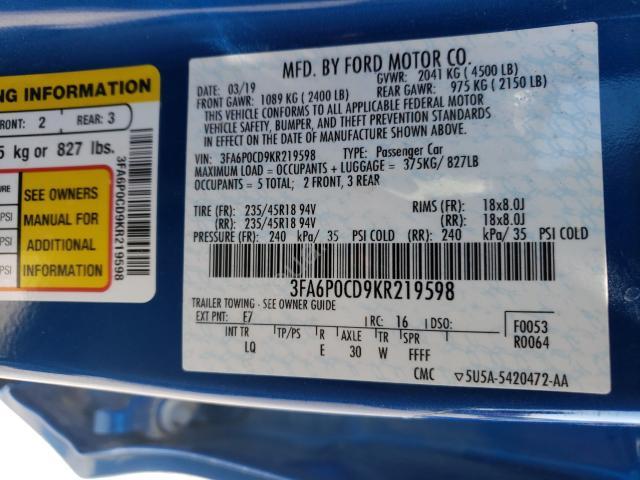 MFD. BY FORD MOTOR CO.
DATE: 03/19 GVWR: 2041 KG (4500 LB)
FRONT GAWR: 1089 KG (2400 LB) REAR GAWR: 975 KG (2150 LB)
THIS VEHICLE CONFORMS TO ALL APPLICABLE FEDERAL MOTOR
VEHICLE SAFETY, BUMPER, AND THEFT PREVENTION STANDARDS
IN EFFECT ON THE DATE OF MANUFACTURE SHOWN ABOVE.
VIN: 3FA6P0CD9KR219598 TYPE: Passenger Car
MAXIMUM LOAD = OCCUPANTS + LUGGAGE = 375KG/ 827LB
OCCUPANTS = 5 TOTAL: 2 FRONT, 3 REAR
TIRE (FR): 235/45R18 94V RIMS (FR): 18x8.0J
(RR): 235/45R18 94V (RR): 18x8.0J
PRESSURE (FR): 240 kPa/ 35 PSI COLD (RR): 240 kPa/ 35 PSI COLD
3FA6P0CD9KR219598
TRAILER TOWING - SEE OWNER GUIDE
EXT PNT: E7 RC: 16 DSO: F0053
R0064
INT TR TP/PS R AXLE TR SPR
LQ E 30 W FFFF
CMC ▽5U5A-5420472-AA
NG INFORMATION
FRONT: 2 REAR: 3
5 kg or 827 lbs.
SEE OWNERS
MANUAL FOR
ADDITIONAL
INFORMATION
PSI
PSI
PSI
3FA6P0CD9KR219598